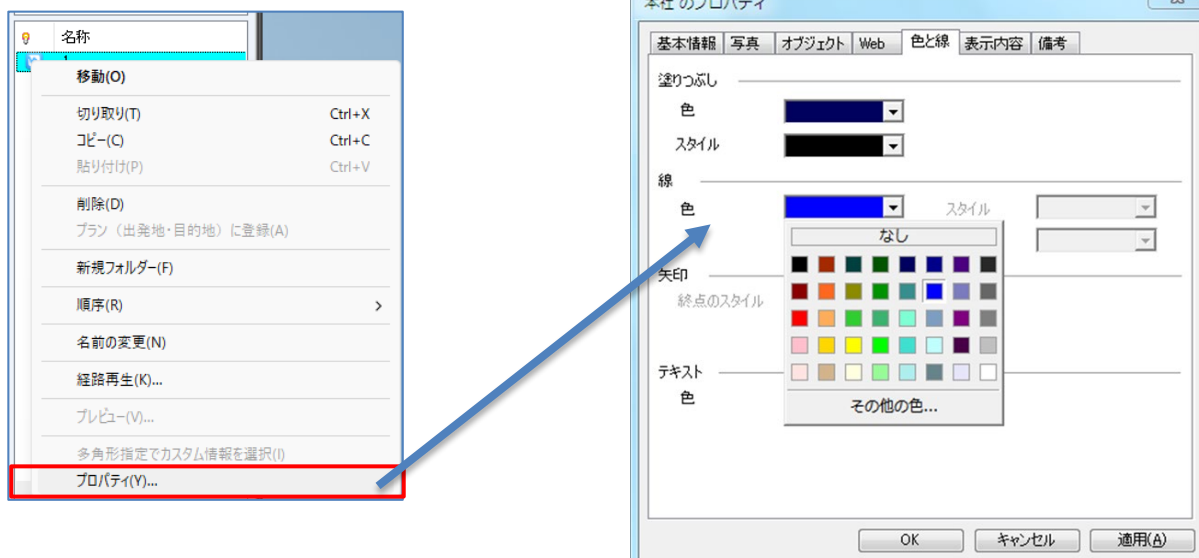 名称
1
移動(O)
切り取り(T) Ctrl+X
コピー(C) Ctrl+C
貼り付け(P) Ctrl+V
削除(D)
プラン（出発地・目的地）に登録(A)
新規フォルダー(F)
順序(R)
名前の変更(N)
経路再生(K)...
プレビュー(V)...
多角形指定でカスタム情報を選択(I)
プロパティ(Y)...
本社 のプロパティ
基本情報 写真 オブジェクト Web 色と線 表示内容 備考
塗りつぶし
色
スタイル
線
色 スタイル
なし
矢印
終点のスタイル
テキスト
色
その他の色...
OK キャンセル 適用(A)